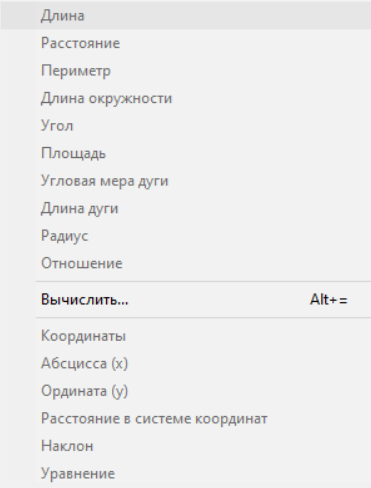 Длина
Расстояние
Периметр
Длина окружности
Угол
Площадь
Угловая мера дуги
Длина дуги
Радиус
Отношение
Вычислить... Alt+=
Координаты
Абсцисса (x)
Ордината (y)
Расстояние в системе координат
Наклон
Уравнение